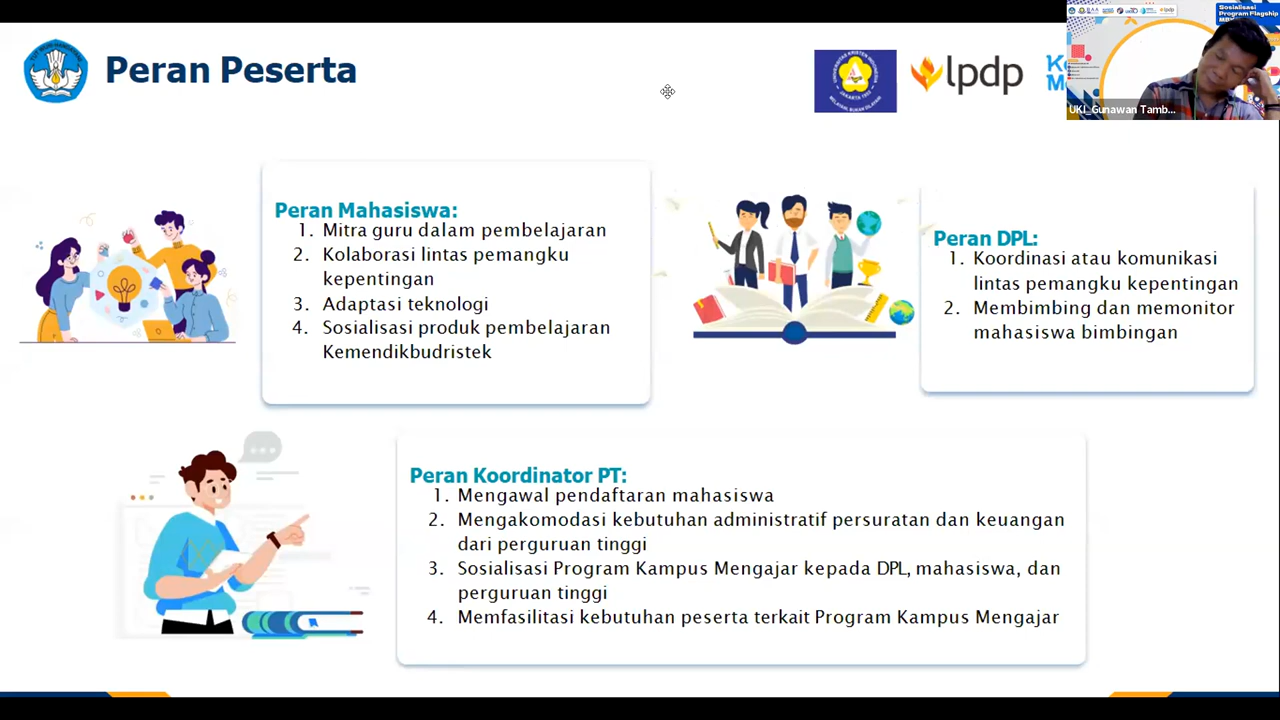 Peran Peserta
lpdp
Sosialisasi
Program Flagship
UKI_Gunawan Tamb...
Peran Mahasiswa:
1. Mitra guru dalam pembelajaran
2. Kolaborasi lintas pemangku
kepentingan
3. Adaptasi teknologi
4. Sosialisasi produk pembelajaran
Kemendikbudristek
Peran DPL:
1. Koordinasi atau komunikasi
lintas pemangku kepentingan
2. Membimbing dan memonitor
mahasiswa bimbingan
Peran Koordinator PT:
1. Mengawal pendaftaran mahasiswa
2. Mengakomodasi kebutuhan administratif persuratan dan keuangan
dari perguruan tinggi
3. Sosialisasi Program Kampus Mengajar kepada DPL, mahasiswa, dan
perguruan tinggi
4. Memfasilitasi kebutuhan peserta terkait Program Kampus Mengajar